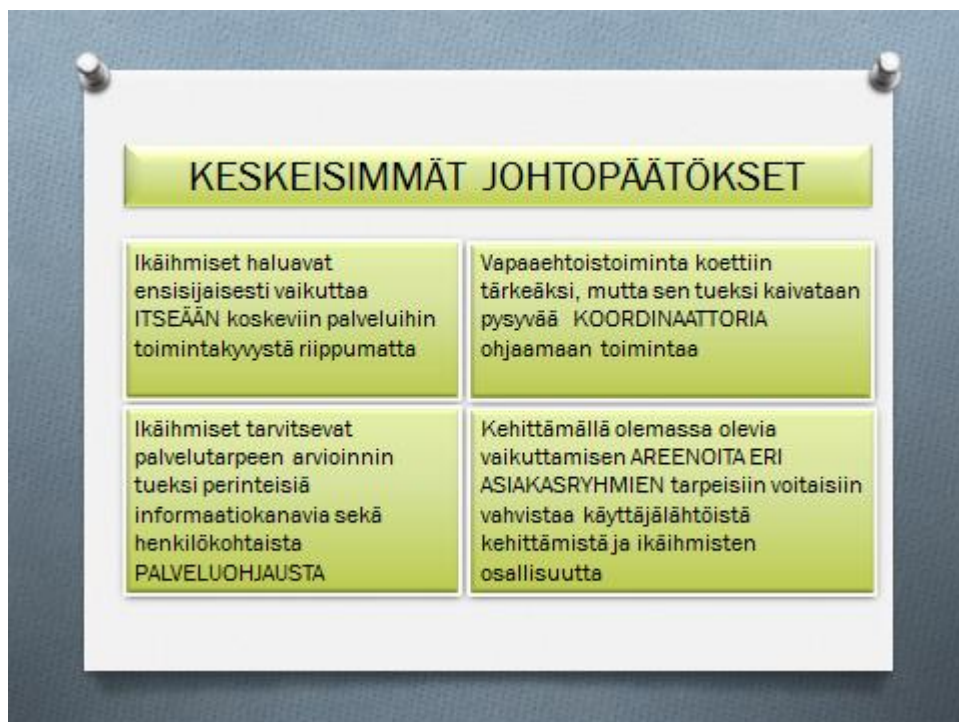 KESKEISIMMÄT JOHTOPÄÄTÖKSET
Ikäihmiset haluavat
ensisijaisesti vaikuttaa
ITSEÄÄN koskeviin palveluihin
toimintakyvystä riippumatta
Vapaaehtoistoiminta koettiin
tärkeäksi, mutta sen tueksi kaivataan
pysyvää KOORDINAATTORIA
ohjaamaan toimintaa
Ikäihmiset tarvitsevat
palvelutarpeen arvioinnin
tueksi perinteisiä
informaatiokanavia sekä
henkilökohtaista
PALVELUOHJAUSTA
Kehittämällä olemassa olevia
vaikuttamisen AREENOITA ERI
ASIAKASRYHMIEN tarpeisiin voitaisiin
vahvistaa käyttäjälähtöistä
kehittämistä ja ikäihmisten
osallisuutta